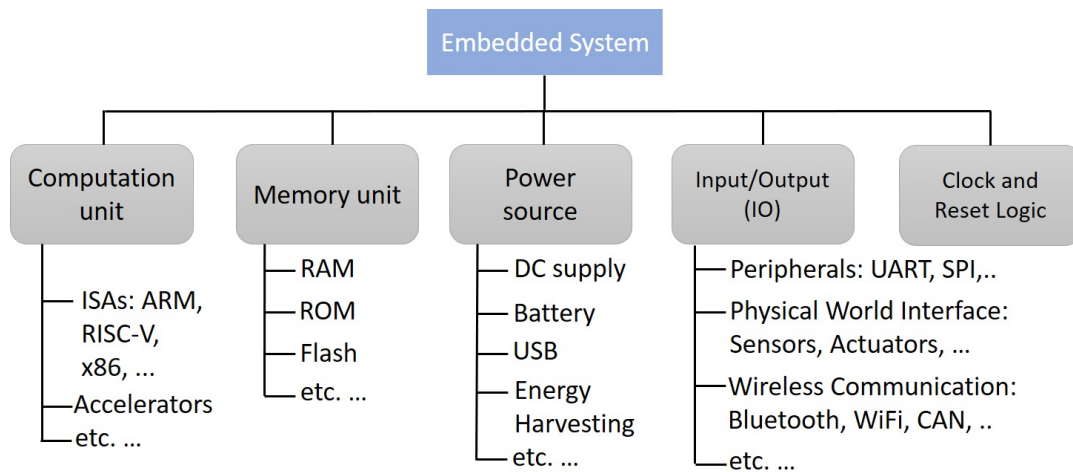 Embedded System
Computation
unit
ISAs: ARM,
RISC-V,
x86, ...
Accelerators
etc. ...
Memory unit
RAM
ROM
Flash
etc. ...
Power
source
DC supply
Battery
USB
Energy
Harvesting
etc. ...
Input/Output
(IO)
Peripherals: UART, SPI,..
Physical World Interface:
Sensors, Actuators, ...
Wireless Communication:
Bluetooth, WiFi, CAN, ..
etc. ...
Clock and
Reset Logic